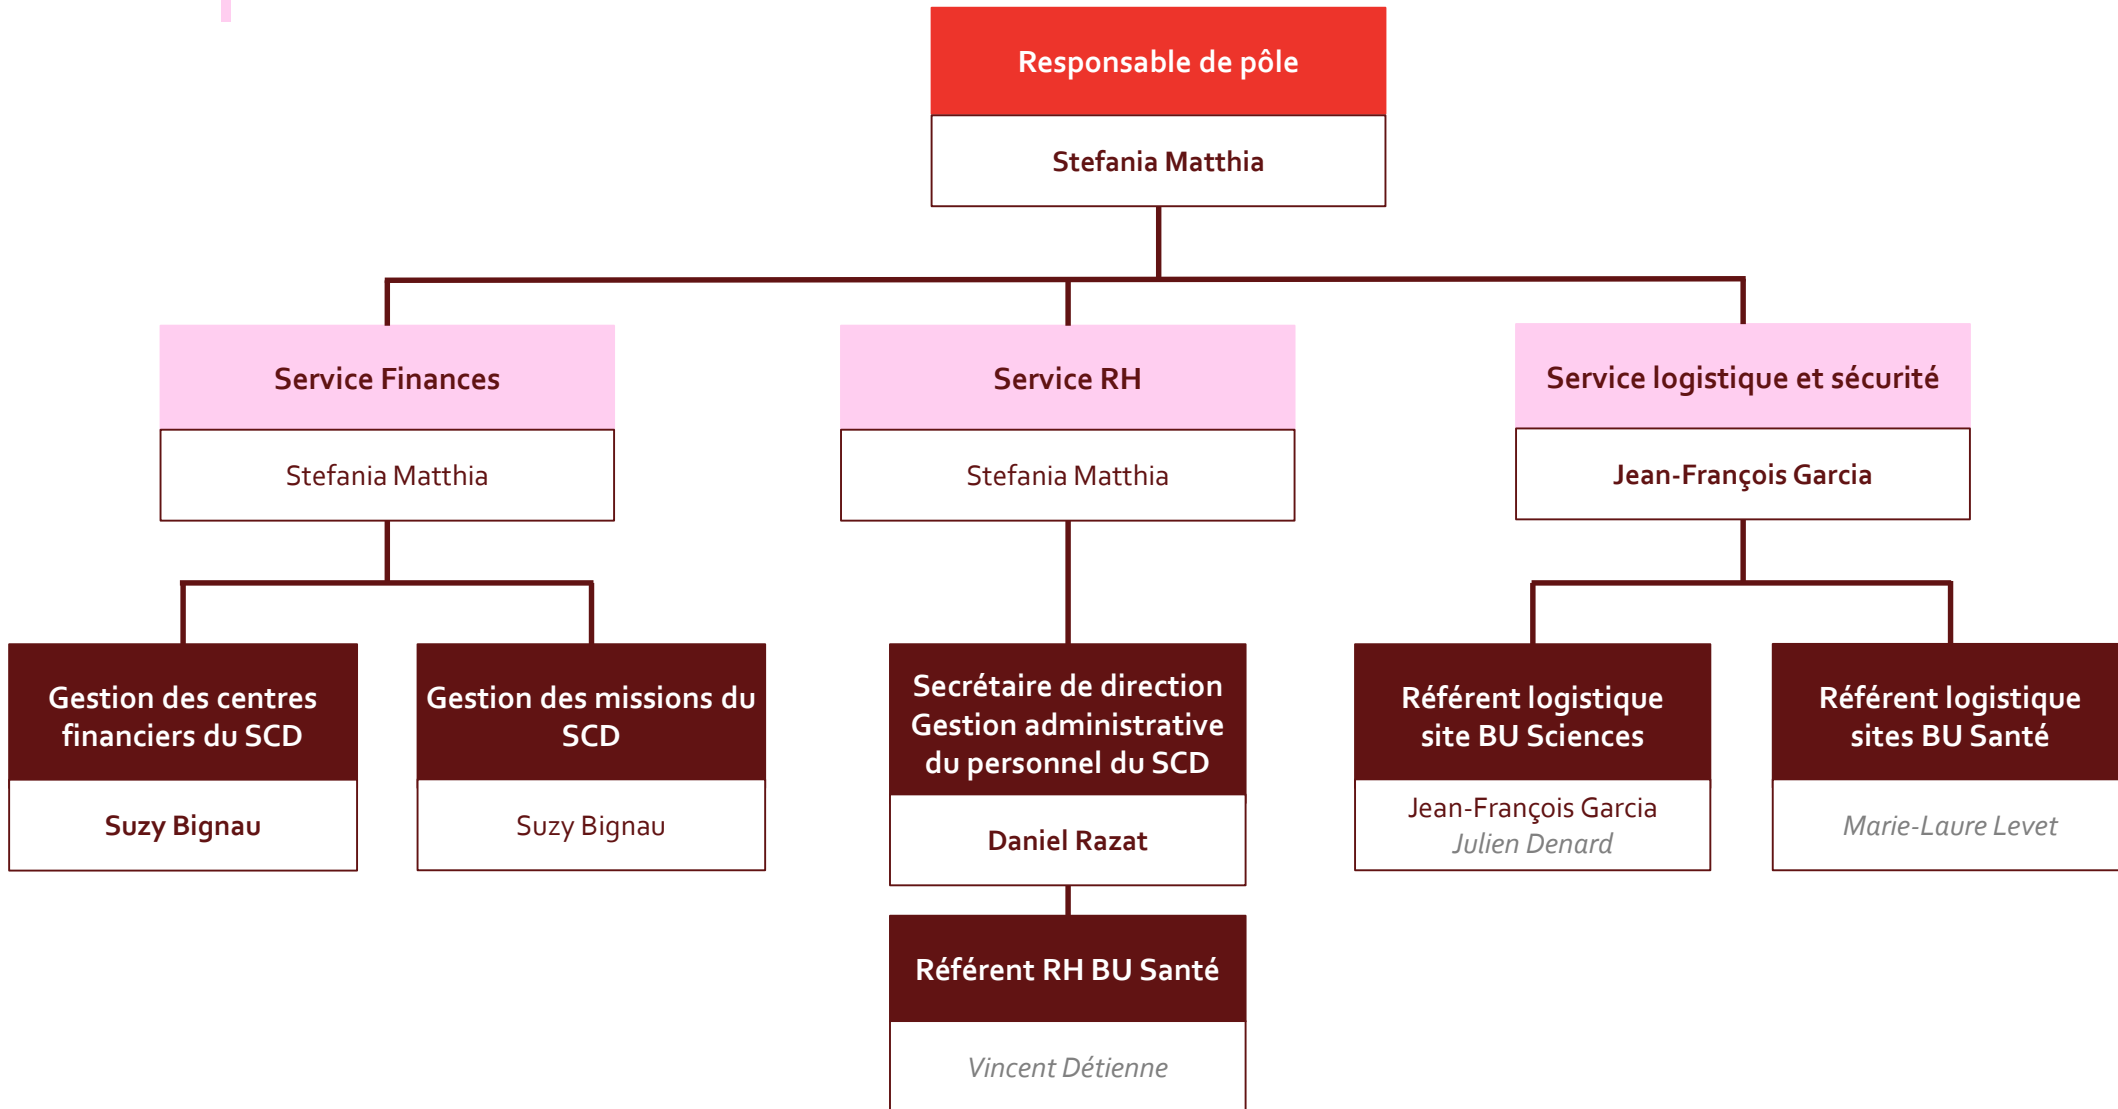 Responsable de pôle
Stefania Matthia
Service Finances
Stefania Matthia
Service RH
Stefania Matthia
Service logistique et sécurité
Jean-François Garcia
Gestion des centres
financiers du SCD
Suzy Bignau
Gestion des missions du
SCD
Suzy Bignau
Secrétaire de direction
Gestion administrative
du personnel du SCD
Daniel Razat
Référent RH BU Santé
Vincent Détienne
Référent logistique
site BU Sciences
Jean-François Garcia
Julien Denard
Référent logistique
sites BU Santé
Marie-Laure Levet